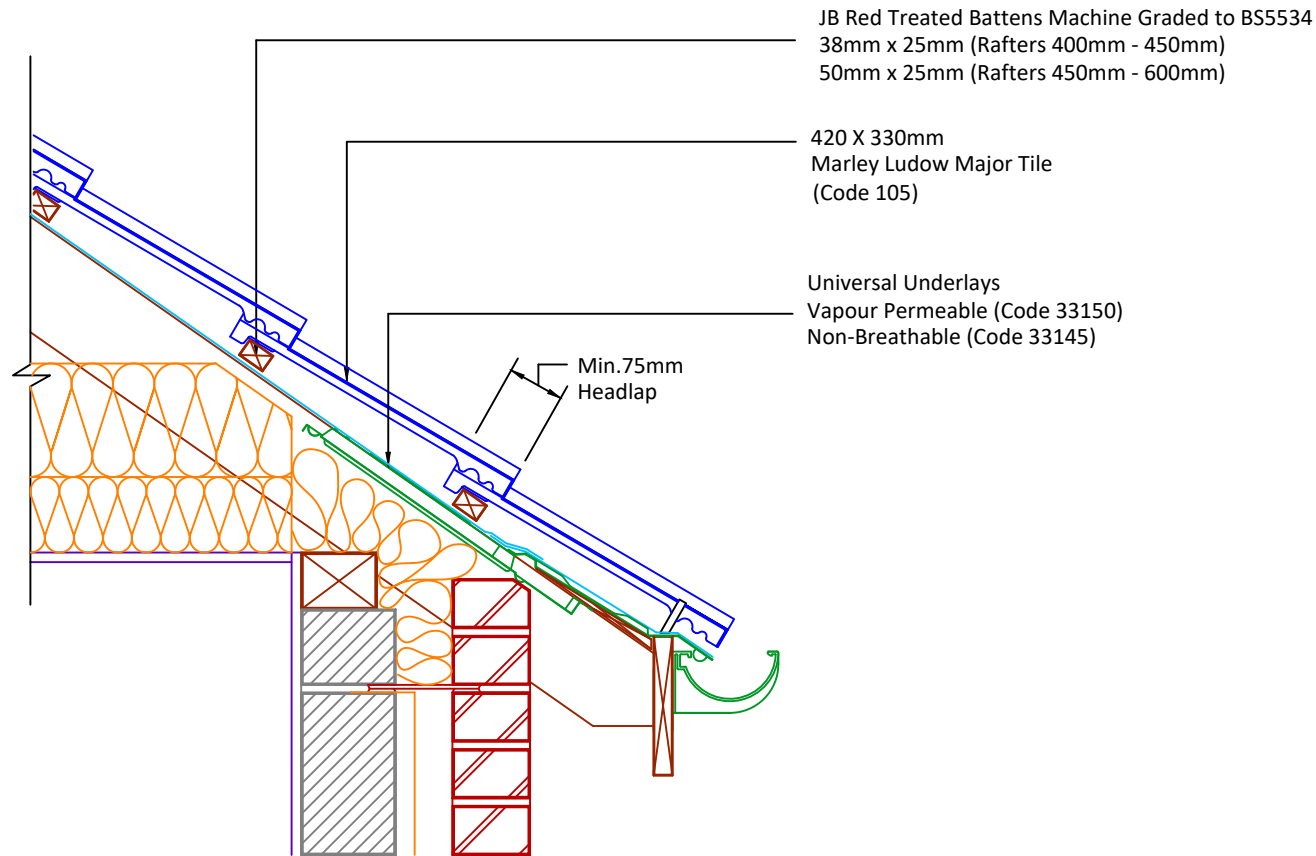 JB Red Treated Battens Machine Graded to BS5534
38mm x 25mm (Rafters 400mm - 450mm)
50mm x 25mm (Rafters 450mm - 600mm)
420 X 330mm
Marley Ludow Major Tile
(Code 105)
Universal Underlays
Vapour Permeable (Code 33150)
Non-Breathable (Code 33145)
Min.75mm
Headlap